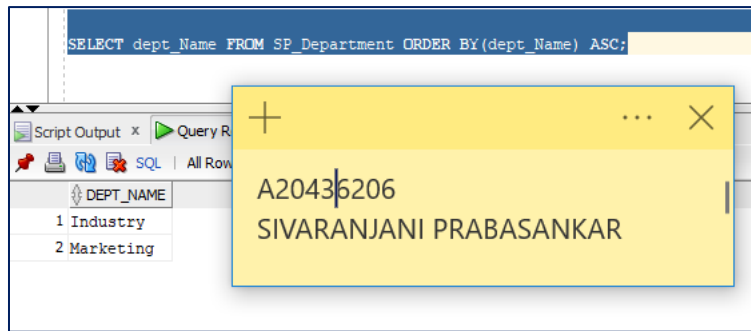 SELECT dept_Name FROM SP_Department ORDER BY(dept_Name) ASC;
Script Output x Query R
SQL | All Row
DEPT_NAME
1 Industry
2 Marketing
A20436206
SIVARANJANI PRABASANKAR